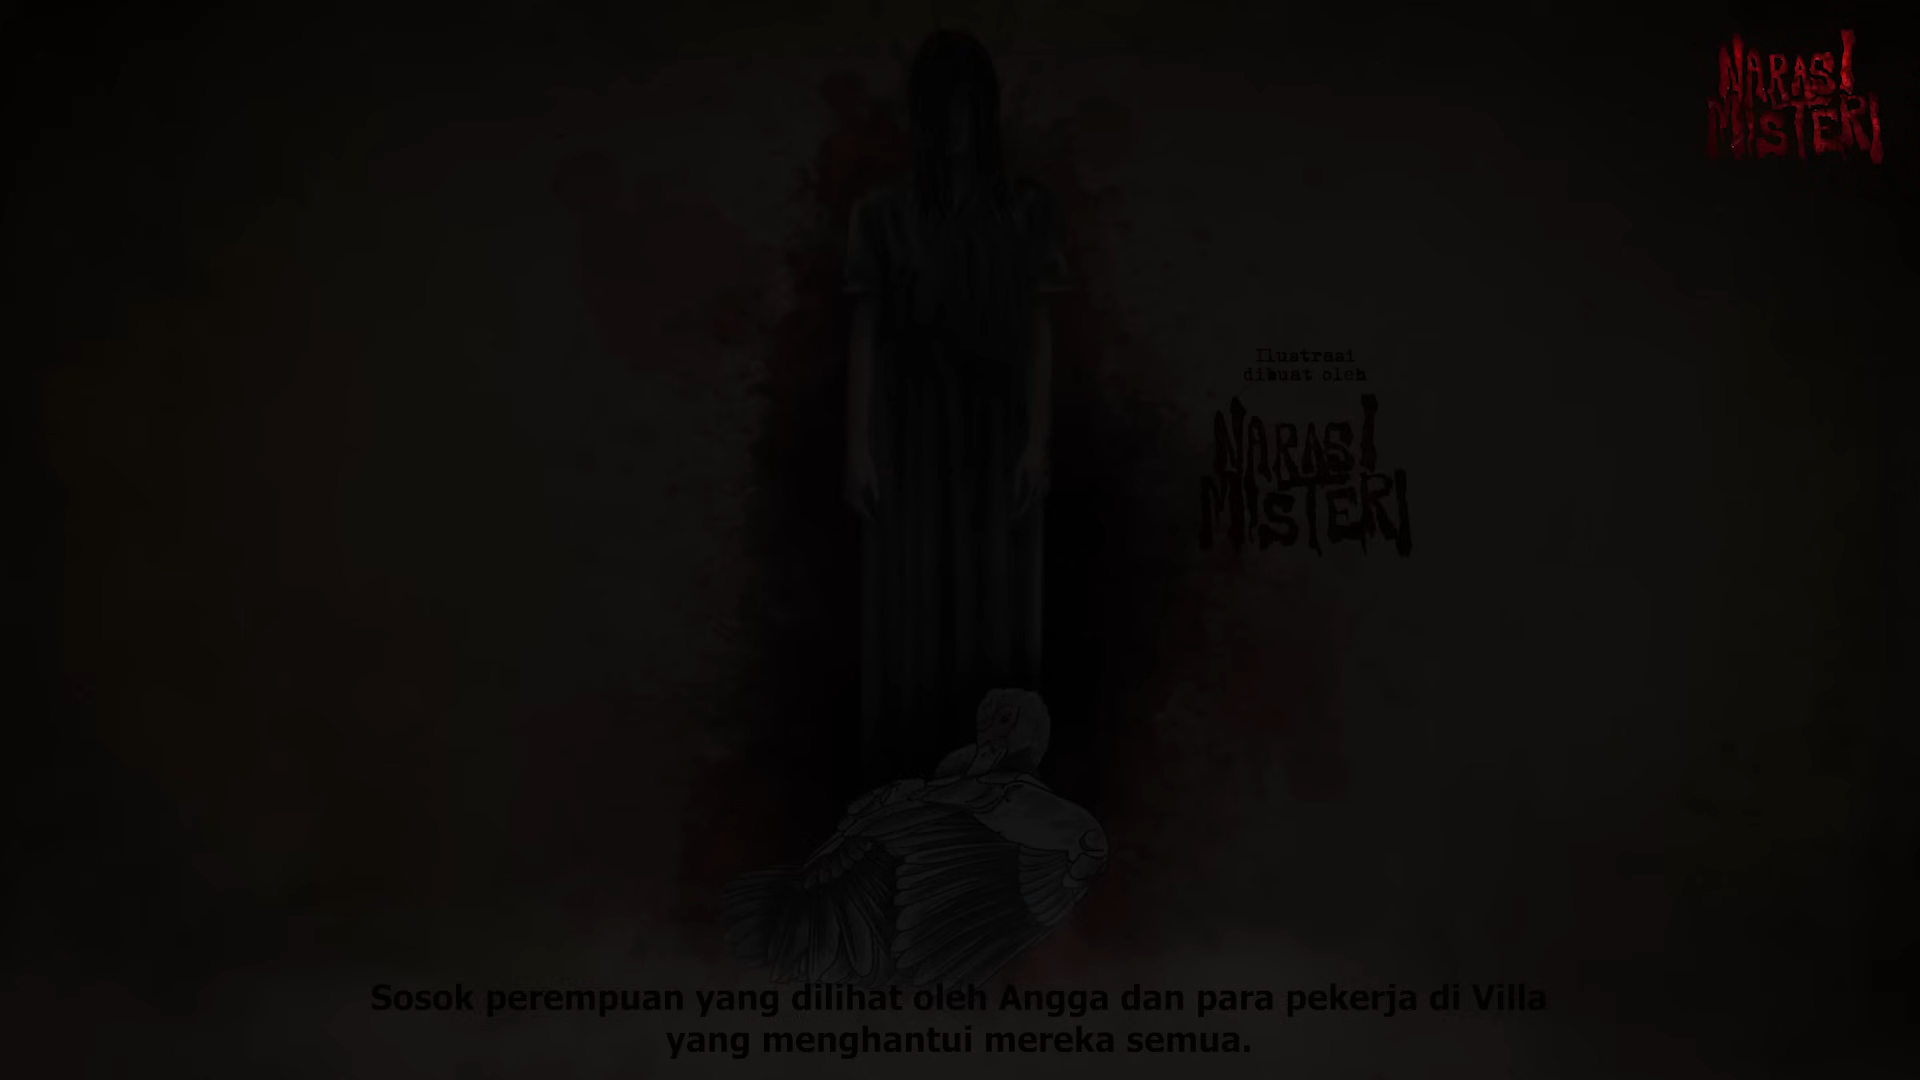 NARASI
MISTERI
Ilustrasi
dibuat oleh
NARASI
MISTERI
Sosok perempuan yang dilihat oleh Angga dan para pekerja di Villa
yang menghantui mereka semua.